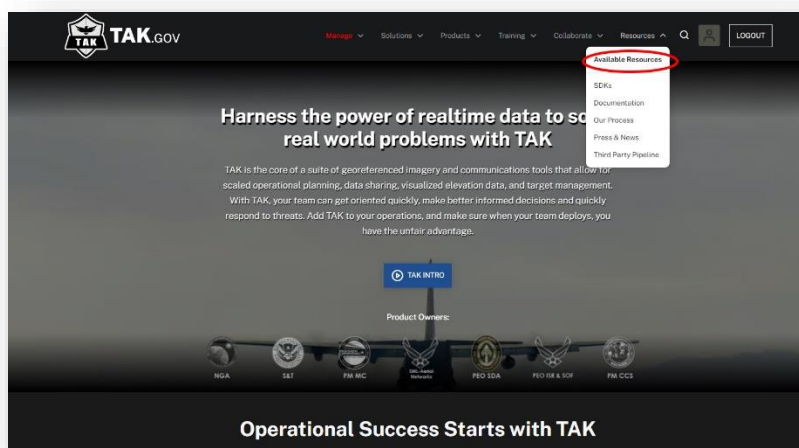 TAK
TAK.GOV
Manage
Solutions
Products
Training
Collaborate
Resources
LOGOUT
Available Resources
SDKs
Documentation
Our Process
Press & News
Third Party Pipeline
Harness the power of realtime data to so
real world problems with TAK
TAK is the core of a suite of georeferenced imagery and communications tools that allow for
scaled operational planning, data sharing, visualized elevation data, and target management.
With TAK, your team can get oriented quickly, make better informed decisions and quickly
respond to threats. Add TAK to your operations, and make sure when your team deploys, you
have the unfair advantage.
TAK INTRO
Product Owners:
NGA
S&T
PM MC
Networks
PEO SDA
PEO ISR & SOF
PM CCS
Operational Success Starts with TAK